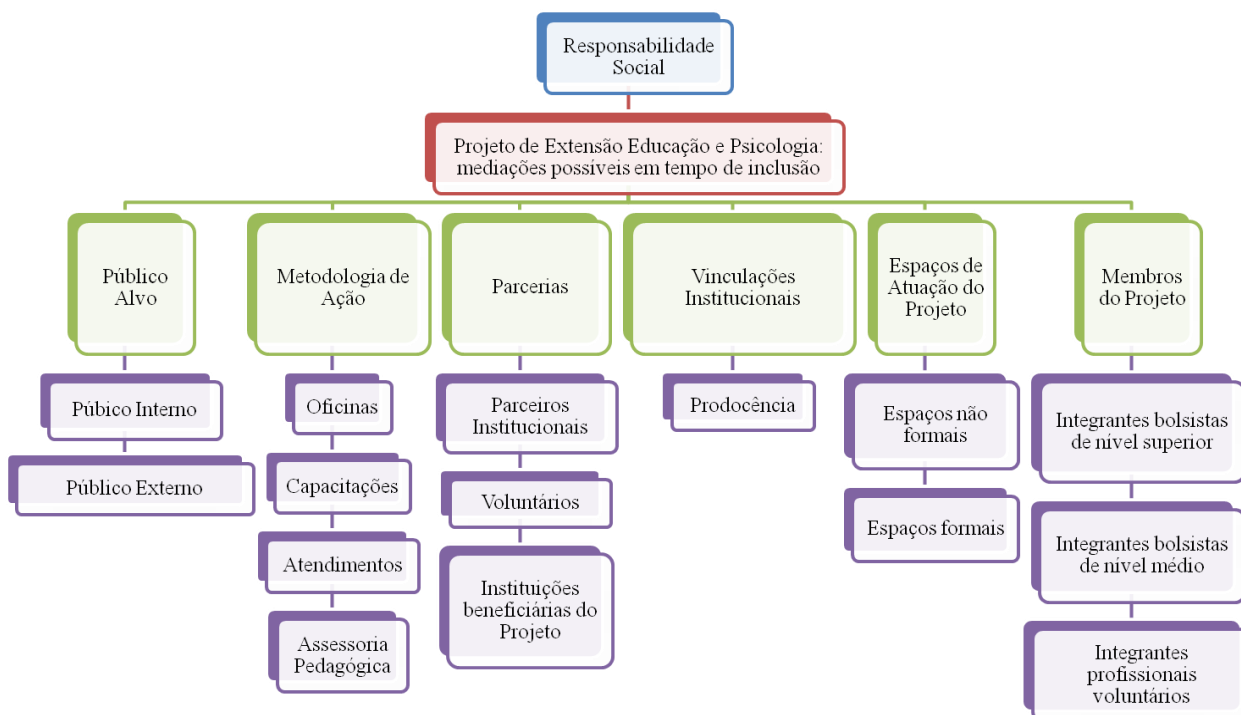 Responsabilidade
Social
Projeto de Extensão Educação e Psicologia:
mediações possíveis em tempo de inclusão
Público
Alvo
Púbico Interno
Público Externo
Metodologia de
Ação
Oficinas
Capacitações
Atendimentos
Assessoria
Pedagógica
Parcerias
Parceiros
Institucionais
Voluntários
Instituições
beneficiárias do
Projeto
Vinculações
Institucionais
Prodocência
Espaços de
Atuação do
Projeto
Espaços não
formais
Espaços formais
Membros
do Projeto
Integrantes bolsistas
de nível superior
Integrantes bolsistas
de nível médio
Integrantes
profissionais
voluntários